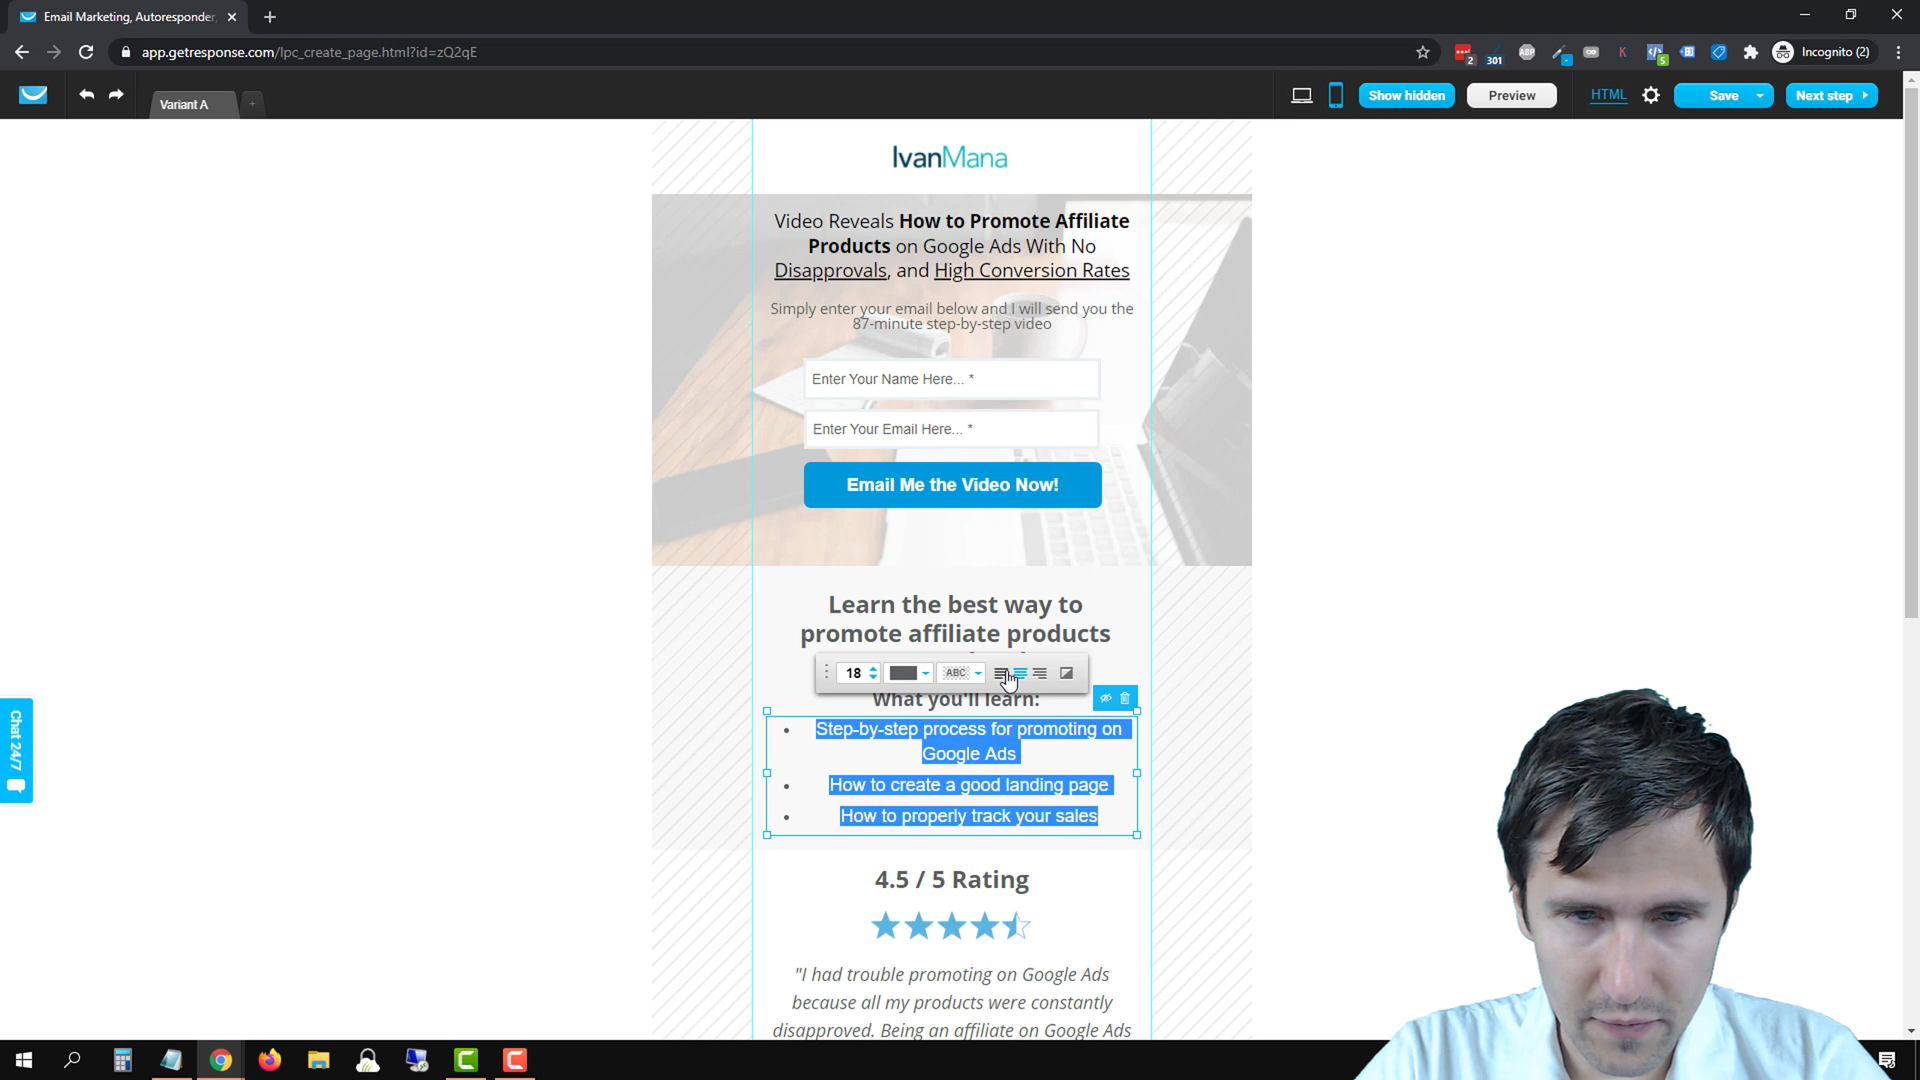 Email Marketing, Autoresponder
app.getresponse.com/lpc_create_page.html?id=zQ2qE
2
301
ABP
K
5
Incognito (2)
Variant A
+
Show hidden
Preview
HTML
Save
Next step
IvanMana
Video Reveals How to Promote Affiliate
Products on Google Ads With No
Disapprovals, and High Conversion Rates
Simply enter your email below and I will send you the
87-minute step-by-step video
Enter Your Name Here... *
Enter Your Email Here... *
Email Me the Video Now!
Learn the best way to
promote affiliate products
18
ABC
What you'll learn:
Step-by-step process for promoting on
Google Ads
How to create a good landing page
How to properly track your sales
Chat 24/7
4.5 / 5 Rating
"I had trouble promoting on Google Ads
because all my products were constantly
disapproved. Being an affiliate on Google Ads